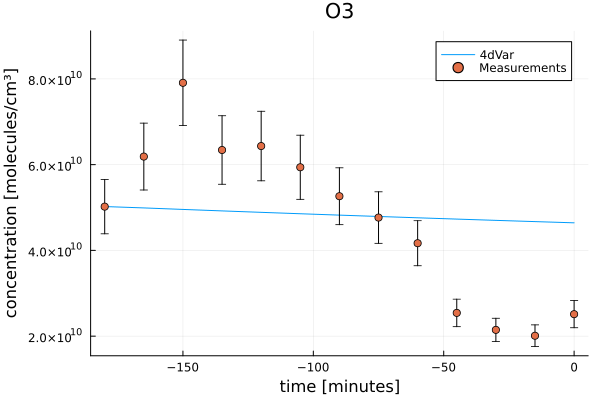 O3
4dVar
Measurements
concentration [molecules/cm³]
8.0×10¹⁰
6.0×10¹⁰
4.0×10¹⁰
2.0×10¹⁰
−150
−100
−50
0
time [minutes]